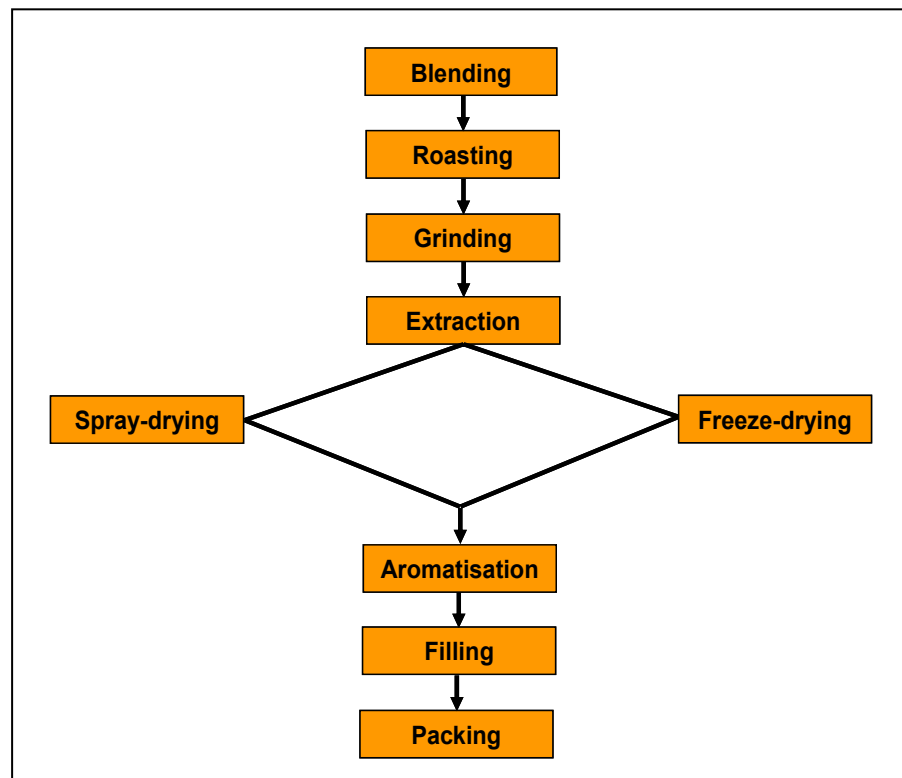 Blending
Roasting
Grinding
Extraction
Spray-drying
Freeze-drying
Aromatisation
Filling
Packing